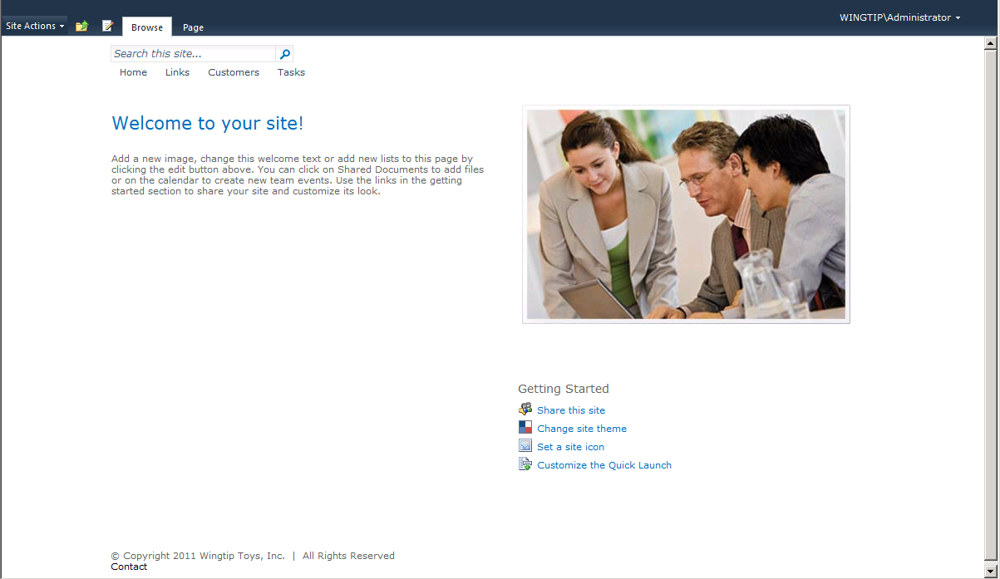 Site Actions
Browse
Page
WINGTIP\Administrator
Search this site...
Home Links Customers Tasks
Welcome to your site!
Add a new image, change this welcome text or add new lists to this page by
clicking the edit button above. You can click on Shared Documents to add files
or on the calendar to create new team events. Use the links in the getting
started section to share your site and customize its look.
Getting Started
Share this site
Change site theme
Set a site icon
Customize the Quick Launch
© Copyright 2011 Wingtip Toys, Inc. | All Rights Reserved
Contact